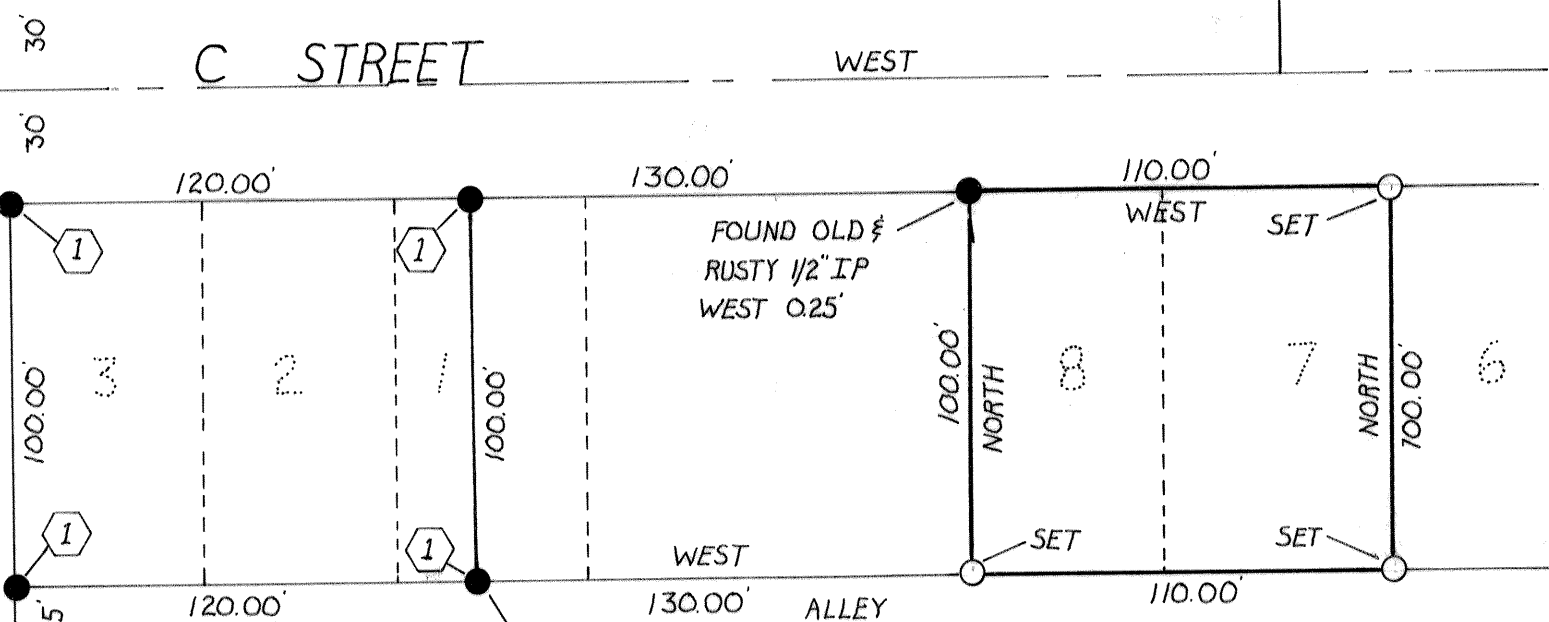 30'
C STREET
WEST
30'
120.00'
130.00'
110.00'
WEST
1
1
FOUND OLD &
RUSTY 1/2" IP
WEST 0.25'
SET
3
2
1
8
7
6
100.00'
100.00'
100.00'
NORTH
NORTH
100.00'
1
1
WEST
SET
SET
5'
120.00'
130.00'
ALLEY
110.00'